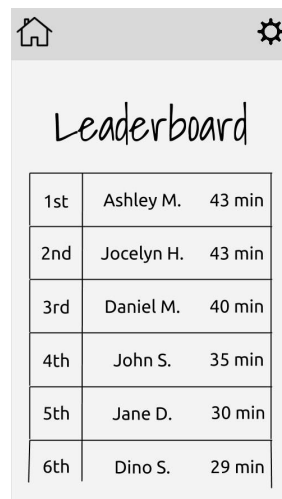 Leaderboard
1st Ashley M. 43 min
2nd Jocelyn H. 43 min
3rd Daniel M. 40 min
4th John S. 35 min
5th Jane D. 30 min
6th Dino S. 29 min